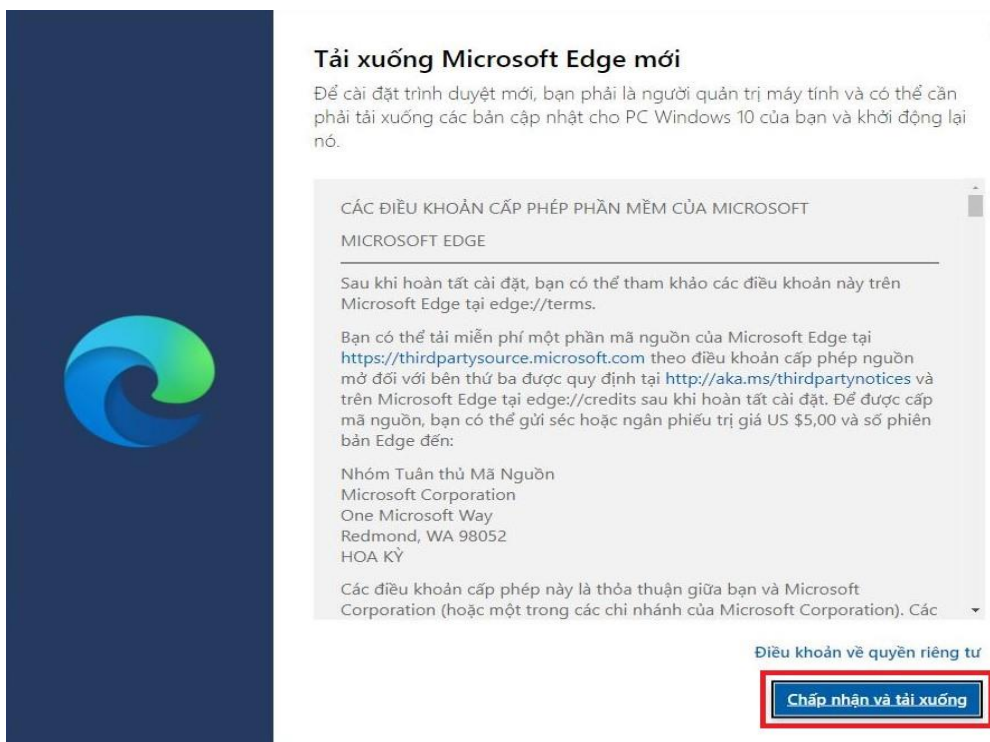 Tải xuống Microsoft Edge mới
Để cài đặt trình duyệt mới, bạn phải là người quản trị máy tính và có thể cần
phải tải xuống các bản cập nhật cho PC Windows 10 của bạn và khởi động lại
nó.
CÁC ĐIỀU KHOẢN CẤP PHÉP PHẦN MỀM CỦA MICROSOFT
MICROSOFT EDGE
Sau khi hoàn tất cài đặt, bạn có thể tham khảo các điều khoản này trên
Microsoft Edge tại edge://terms.
Bạn có thể tải miễn phí một phần mã nguồn của Microsoft Edge tại
https://thirdpartysource.microsoft.com theo điều khoản cấp phép nguồn
mở đối với bên thứ ba được quy định tại http://aka.ms/thirdpartynotices và
trên Microsoft Edge tại edge://credits sau khi hoàn tất cài đặt. Để được cấp
mã nguồn, bạn có thể gửi séc hoặc ngân phiếu trị giá US $5,00 và số phiên
bản Edge đến:
Nhóm Tuân thủ Mã Nguồn
Microsoft Corporation
One Microsoft Way
Redmond, WA 98052
HOA KỲ
Các điều khoản cấp phép này là thỏa thuận giữa bạn và Microsoft
Corporation (hoặc một trong các chi nhánh của Microsoft Corporation). Các
Điều khoản về quyền riêng tư
Chấp nhận và tải xuống